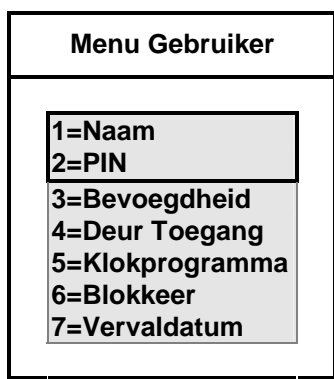 Menu Gebruiker
1=Naam
2=PIN
3=Bevoegdheid
4=Deur Toegang
5=Klokprogramma
6=Blokkeer
7=Vervaldatum